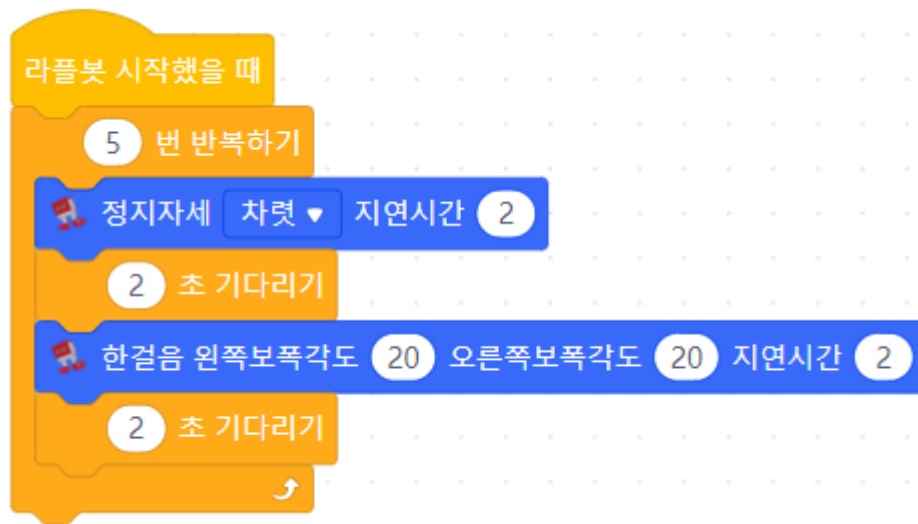 라플봇 시작했을 때
5 번 반복하기
정지자세 차렷 지연시간 2
2 초 기다리기
한걸음 왼쪽보폭각도 20 오른쪽보폭각도 20 지연시간 2
2 초 기다리기